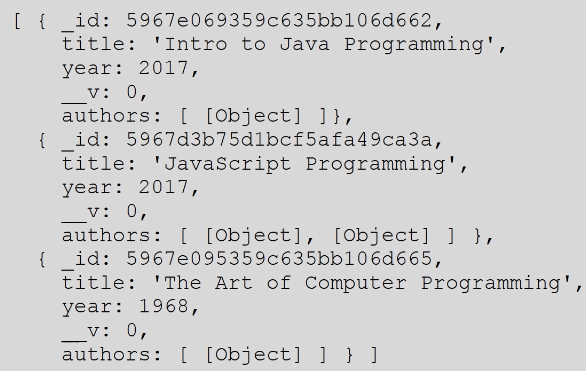 [ { _id: 5967e069359c635bb106d662,
title: 'Intro to Java Programming',
year: 2017,
__v: 0,
authors: [ [Object] ]},
{ _id: 5967d3b75d1bcf5afa49ca3a,
title: 'JavaScript Programming',
year: 2017,
__v: 0,
authors: [ [Object], [Object] ] },
{ _id: 5967e095359c635bb106d665,
title: 'The Art of Computer Programming',
year: 1968,
__v: 0,
authors: [ [Object] ] } ]